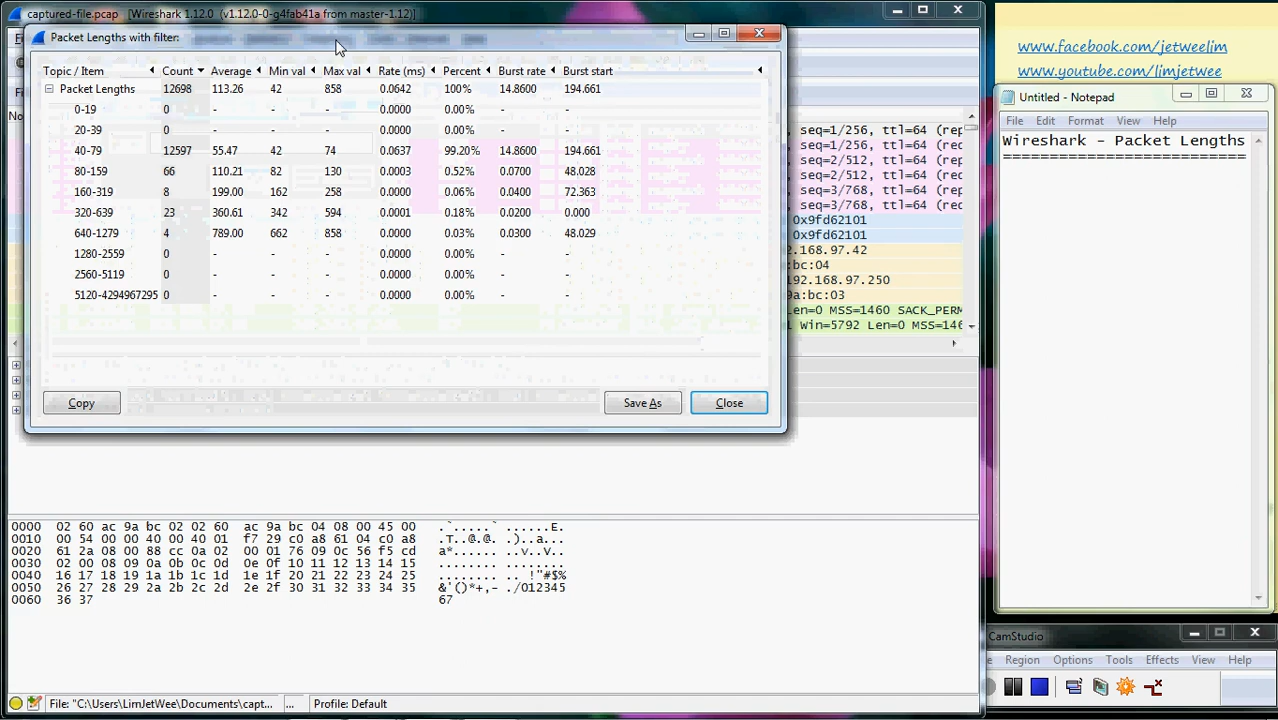 captured-file.pcap [Wireshark 1.12.0 (v1.12.0-0-g4fab41a from master-1.12)]
Packet Lengths with filter:
Topic / Item Count Average Min val Max val Rate (ms) Percent Burst rate Burst start
Packet Lengths 12698 113.26 42 858 0.0642 100% 14.8600 194.661
0-19 0 - - - 0.0000 0.00% - -
20-39 0 - - - 0.0000 0.00% - -
40-79 12597 55.47 42 74 0.0637 99.20% 14.8600 194.661
80-159 66 110.21 82 130 0.0003 0.52% 0.0700 48.028
160-319 8 199.00 162 258 0.0000 0.06% 0.0400 72.363
320-639 23 360.61 342 594 0.0001 0.18% 0.0200 0.000
640-1279 4 789.00 662 858 0.0000 0.03% 0.0300 48.029
1280-2559 0 - - - 0.0000 0.00% - -
2560-5119 0 - - - 0.0000 0.00% - -
5120-4294967295 0 - - - 0.0000 0.00% - -
Copy Save As Close
seq=1/256, ttl=64 (rep
seq=1/256, ttl=64 (req
seq=2/512, ttl=64 (rep
seq=2/512, ttl=64 (req
seq=3/768, ttl=64 (rep
seq=3/768, ttl=64 (req
0x9fd62101
0x9fd62101
.168.97.42
:bc:04
192.168.97.250
9a:bc:03
Len=0 MSS=1460 SACK_PERM
Win=5792 Len=0 MSS=146
0000 02 60 ac 9a bc 02 02 60 ac 9a bc 04 08 00 45 00 .`.....` ......E.
0010 00 54 00 00 40 00 40 01 f7 29 c0 a8 61 04 c0 a8 .T..@.@. .)..a...
0020 61 2a 08 00 88 cc 0a 02 00 01 76 09 0c 56 f5 cd a*...... ..v..V..
0030 02 00 08 09 0a 0b 0c 0d 0e 0f 10 11 12 13 14 15 ........ ........
0040 16 17 18 19 1a 1b 1c 1d 1e 1f 20 21 22 23 24 25 ........ .. !"#$%
0050 26 27 28 29 2a 2b 2c 2d 2e 2f 30 31 32 33 34 35 &'()*+,- ./012345
0060 36 37 67
File: "C:\Users\LimJetWee\Documents\capt... ... Profile: Default
www.facebook.com/jetweelim
www.youtube.com/limjetwee
Untitled - Notepad
File Edit Format View Help
Wireshark - Packet Lengths
==========================
CamStudio
Region Options Tools Effects View Help